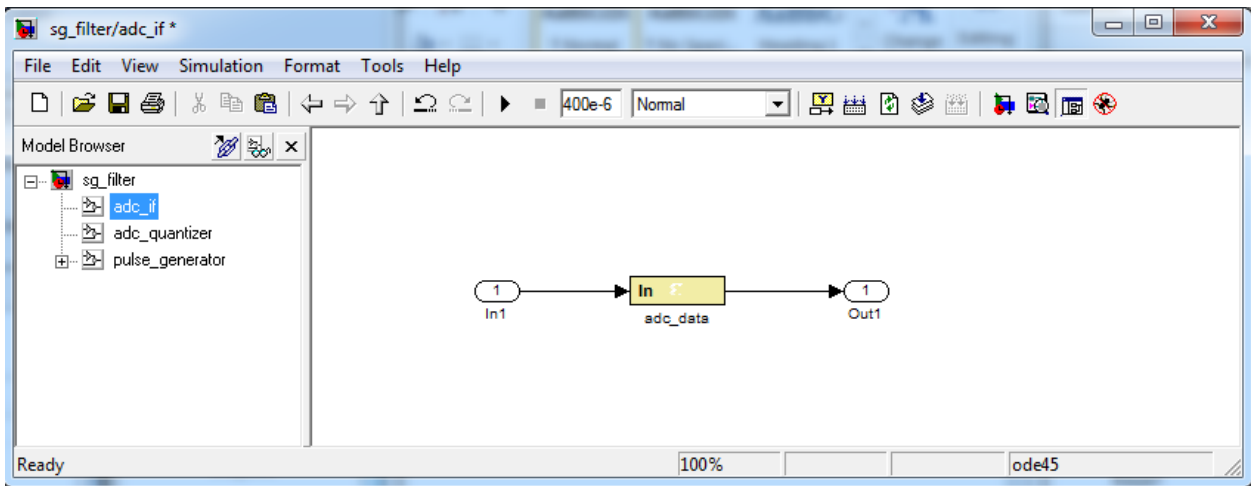 sg_filter/adc_if *
File Edit View Simulation Format Tools Help
400e-6 Normal
Model Browser
sg_filter
adc_if
adc_quantizer
pulse_generator
1 In 1
In1 adc_data Out1
Ready 100% ode45